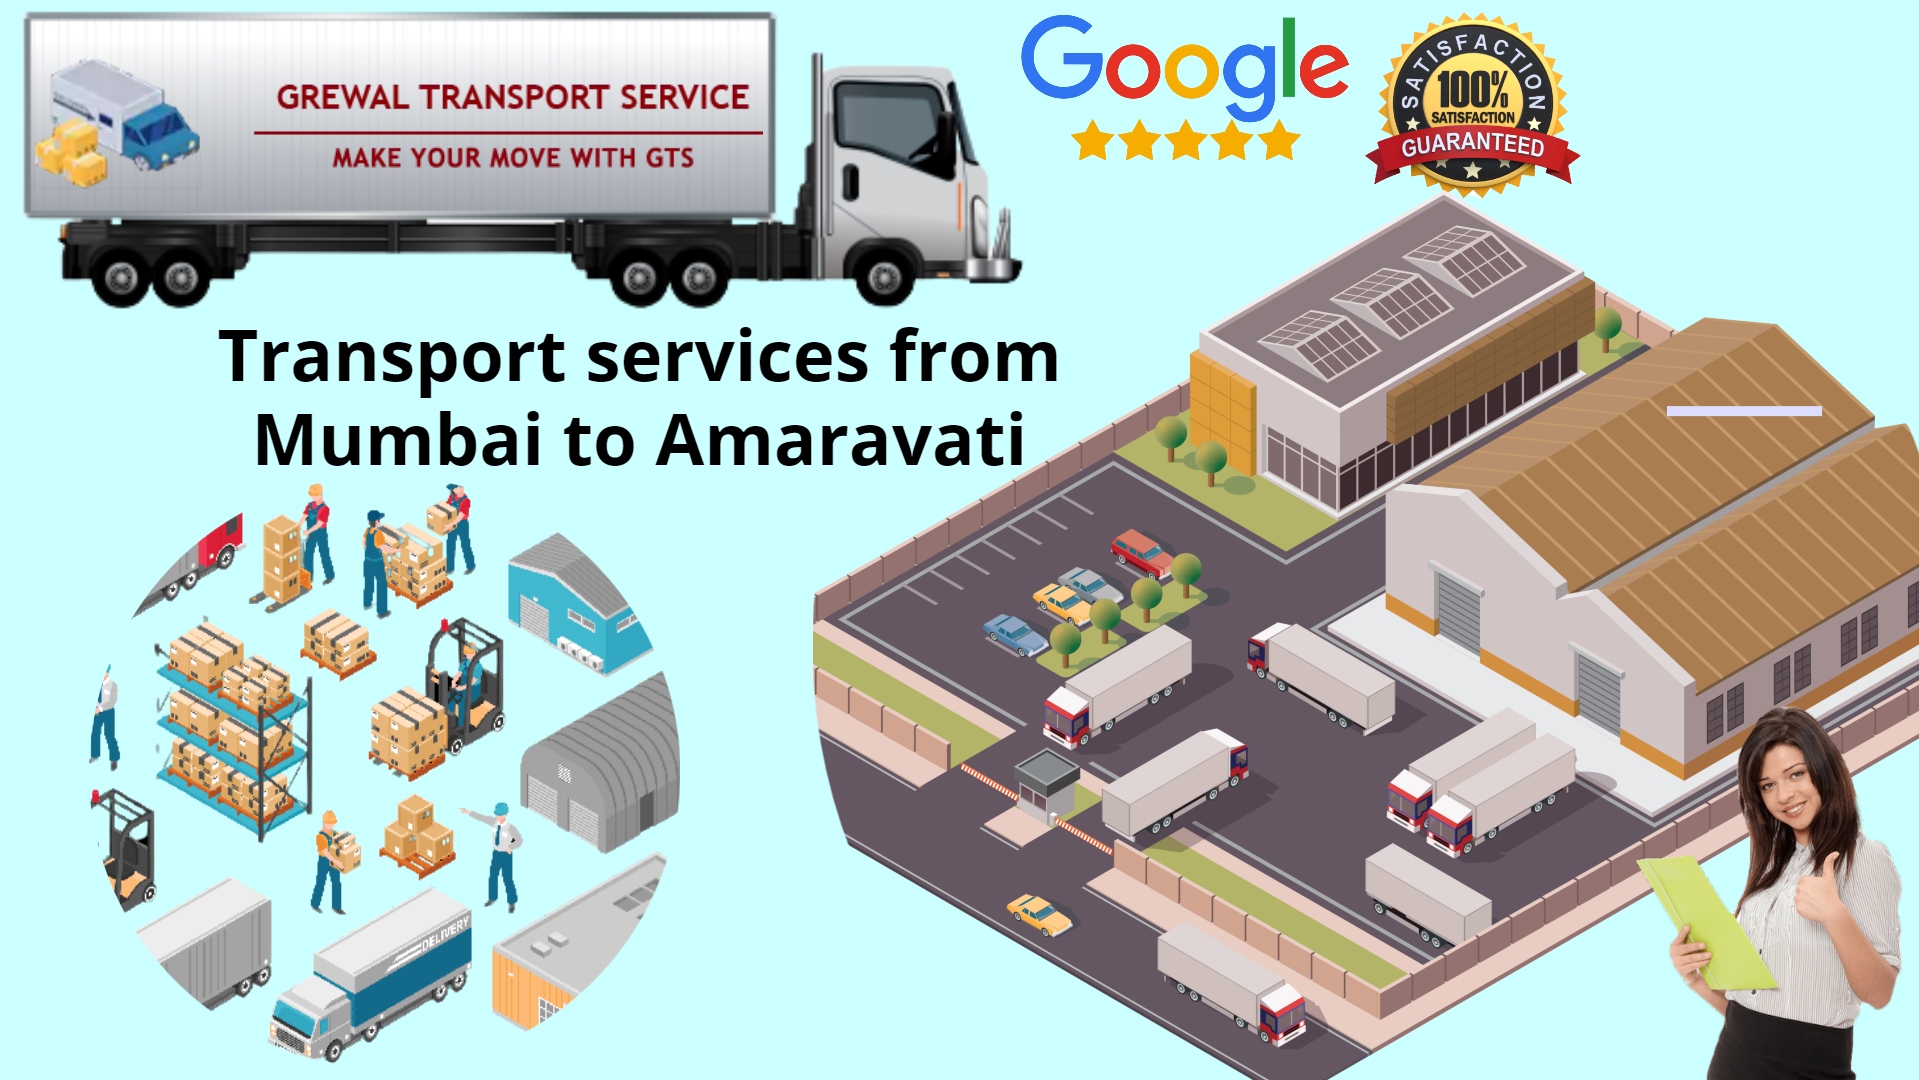 GREWAL TRANSPORT SERVICE
MAKE YOUR MOVE WITH GTS
Google
SATISFACTION
100%
SATISFACTION
GUARANTEED
Transport services from
Mumbai to Amaravati
DELIVERY